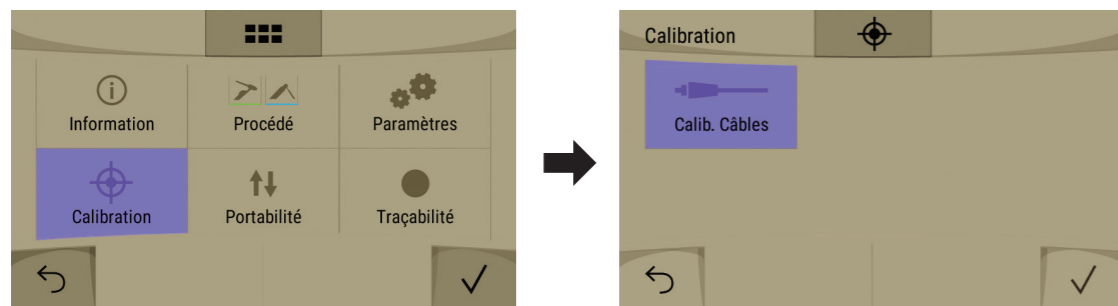 Information
Procédé
Paramètres
Calibration
Portabilité
Traçabilité
Calibration
Calib. Câbles